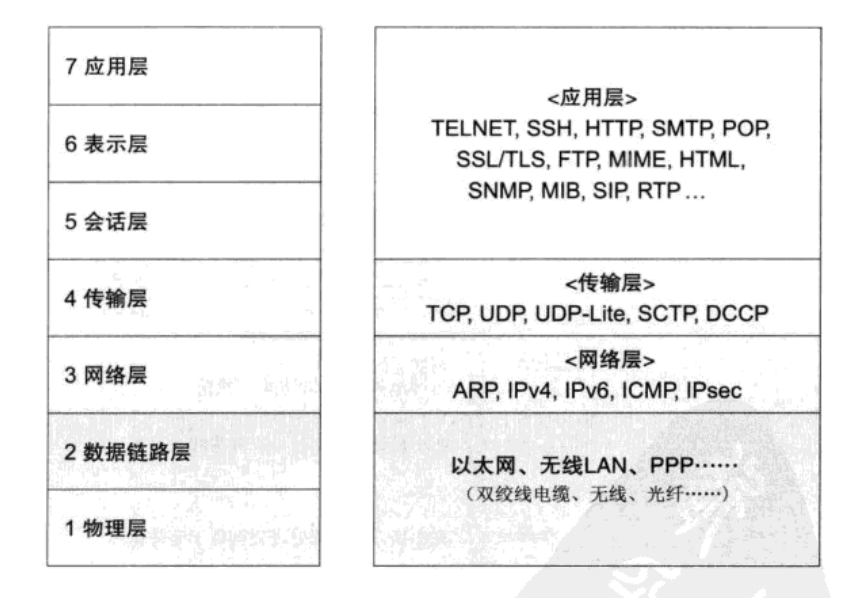 7 应用层
6 表示层
5 会话层
4 传输层
3 网络层
2 数据链路层
1 物理层
<应用层>
TELNET, SSH, HTTP, SMTP, POP,
SSL/TLS, FTP, MIME, HTML,
SNMP, MIB, SIP, RTP ...
<传输层>
TCP, UDP, UDP-Lite, SCTP, DCCP
<网络层>
ARP, IPv4, IPv6, ICMP, IPsec
以太网、无线LAN、PPP……
（双绞线电缆、无线、光纤……）